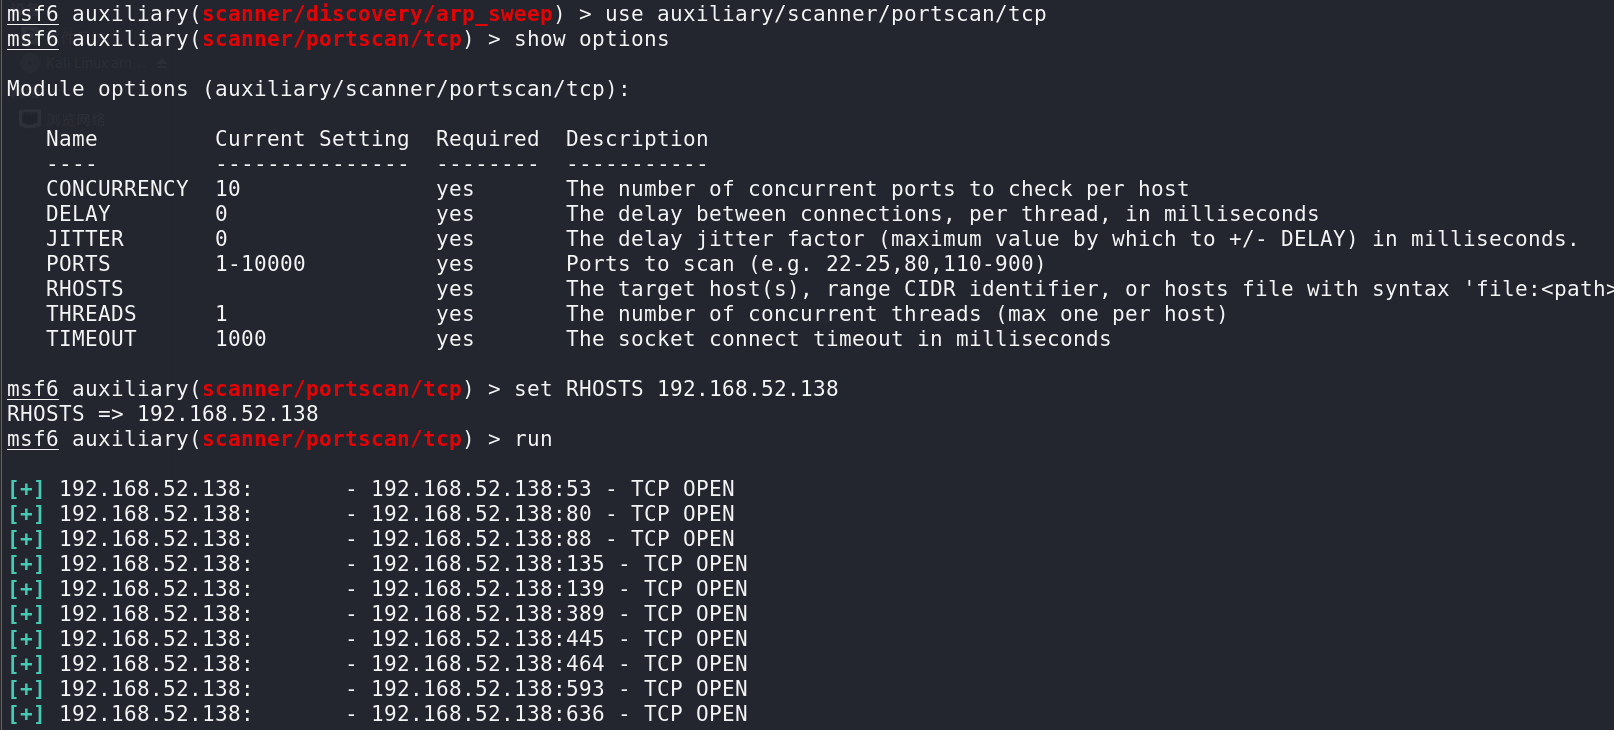 msf6 auxiliary(scanner/discovery/arp_sweep) > use auxiliary/scanner/portscan/tcp
msf6 auxiliary(scanner/portscan/tcp) > show options
Kali Linux am...
Module options (auxiliary/scanner/portscan/tcp):
浏览网络
Name Current Setting Required Description
---- --------------- -------- -----------
CONCURRENCY 10 yes The number of concurrent ports to check per host
DELAY 0 yes The delay between connections, per thread, in milliseconds
JITTER 0 yes The delay jitter factor (maximum value by which to +/- DELAY) in milliseconds.
PORTS 1-10000 yes Ports to scan (e.g. 22-25,80,110-900)
RHOSTS yes The target host(s), range CIDR identifier, or hosts file with syntax 'file:<path>
THREADS 1 yes The number of concurrent threads (max one per host)
TIMEOUT 1000 yes The socket connect timeout in milliseconds
msf6 auxiliary(scanner/portscan/tcp) > set RHOSTS 192.168.52.138
RHOSTS => 192.168.52.138
msf6 auxiliary(scanner/portscan/tcp) > run
[+] 192.168.52.138: - 192.168.52.138:53 - TCP OPEN
[+] 192.168.52.138: - 192.168.52.138:80 - TCP OPEN
[+] 192.168.52.138: - 192.168.52.138:88 - TCP OPEN
[+] 192.168.52.138: - 192.168.52.138:135 - TCP OPEN
[+] 192.168.52.138: - 192.168.52.138:139 - TCP OPEN
[+] 192.168.52.138: - 192.168.52.138:389 - TCP OPEN
[+] 192.168.52.138: - 192.168.52.138:445 - TCP OPEN
[+] 192.168.52.138: - 192.168.52.138:464 - TCP OPEN
[+] 192.168.52.138: - 192.168.52.138:593 - TCP OPEN
[+] 192.168.52.138: - 192.168.52.138:636 - TCP OPEN